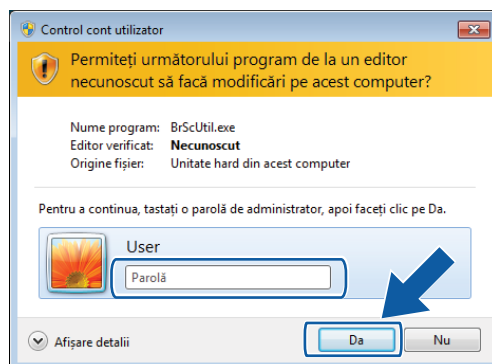 Control cont utilizator
Permiteți următorului program de la un editor
necunoscut să facă modificări pe acest computer?
Nume program: BrScUtil.exe
Editor verificat: Necunoscut
Origine fișier: Unitate hard din acest computer
Pentru a continua, tastați o parolă de administrator, apoi faceți clic pe Da.
User
Parolă
Afișare detalii
Da
Nu